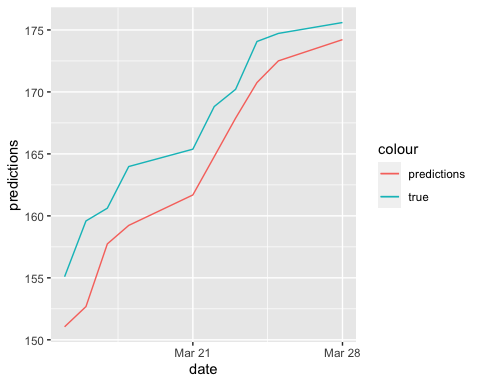 175
170
165
160
155
150
predictions
Mar 21
Mar 28
date
colour
predictions
true